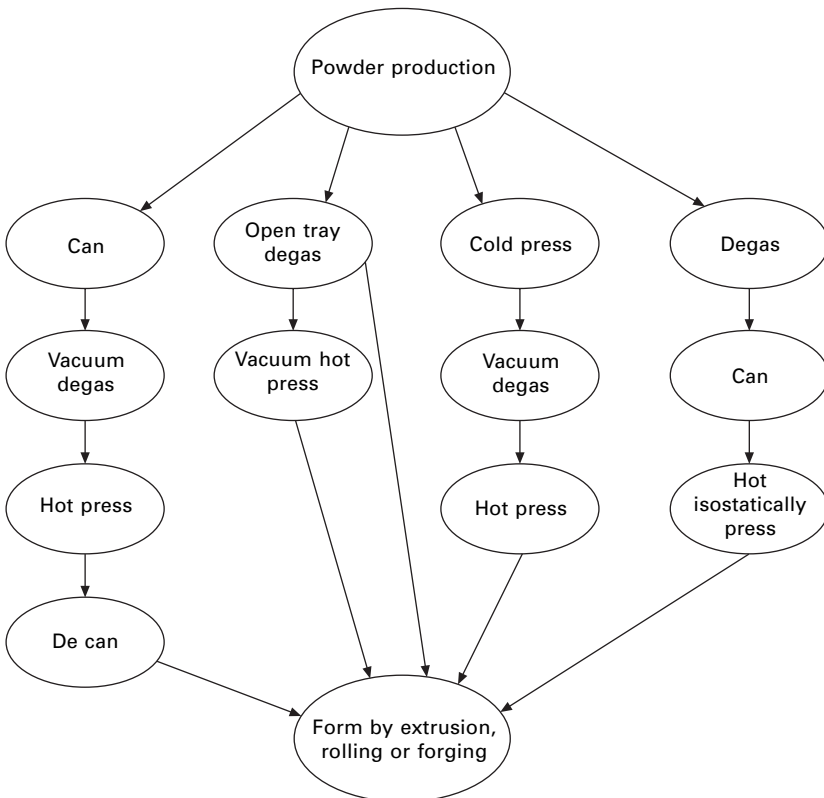 Powder production
Can
Open tray
degas
Cold press
Degas
Vacuum
degas
Vacuum hot
press
Vacuum
degas
Can
Hot press
Hot press
Hot
isostatically
press
De can
Form by extrusion,
rolling or forging